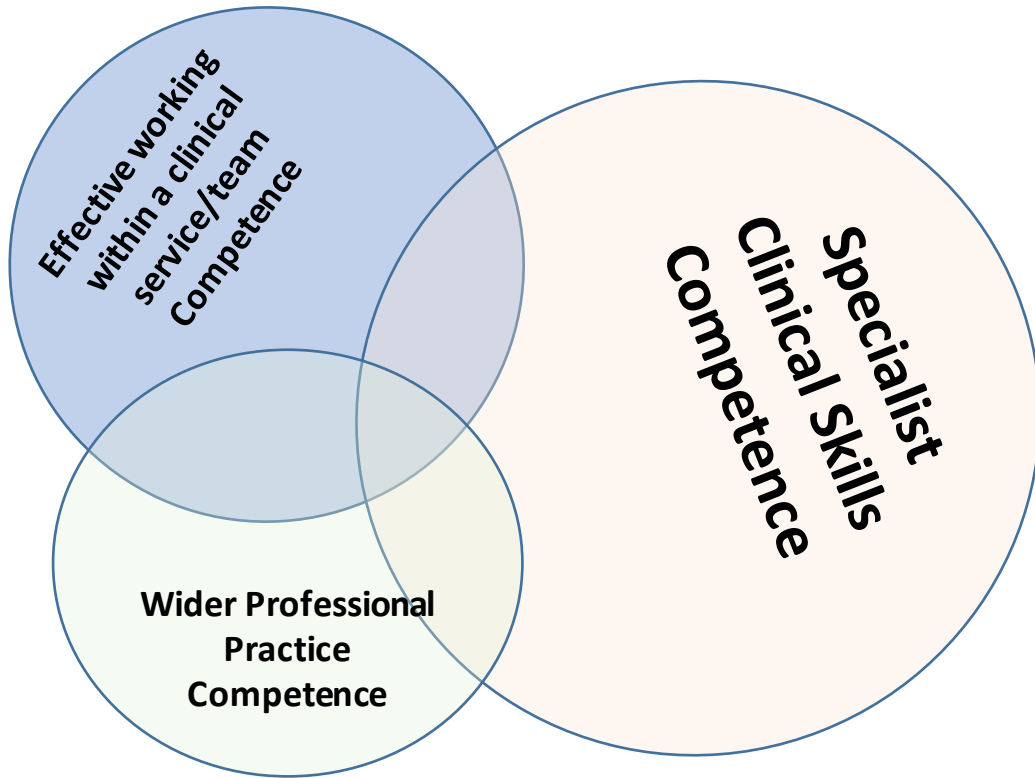 Effective working
within a clinical
service/team
Competence
Specialist
Clinical Skills
Competence
Wider Professional
Practice
Competence